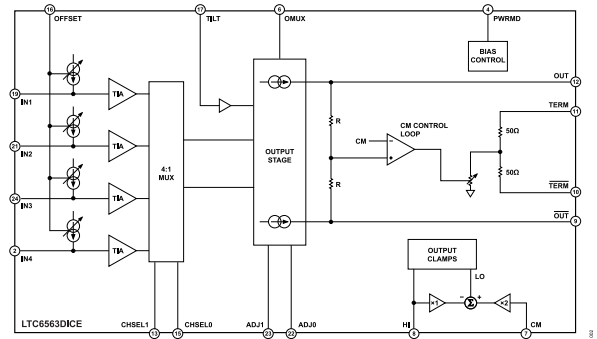 16 17 6 4
OFFSET TILT OMUX PWRMD
BIAS
CONTROL
OUT 12
19 IN1 TIA
TERM 11
21 IN2 TIA
4:1
MUX
OUTPUT
STAGE
R
CM
CM CONTROL
LOOP
50Ω
24 IN3 TIA
R
50Ω
TERM 10
2 IN4 TIA
OUT 9
OUTPUT
CLAMPS
LO
×1 − Σ + ×2
LTC6563DICE
CHSEL1 CHSEL0 ADJ1 ADJ0 HI CM
13 15 23 22 8 7
002